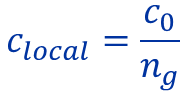 c_local = c_0 / n_g